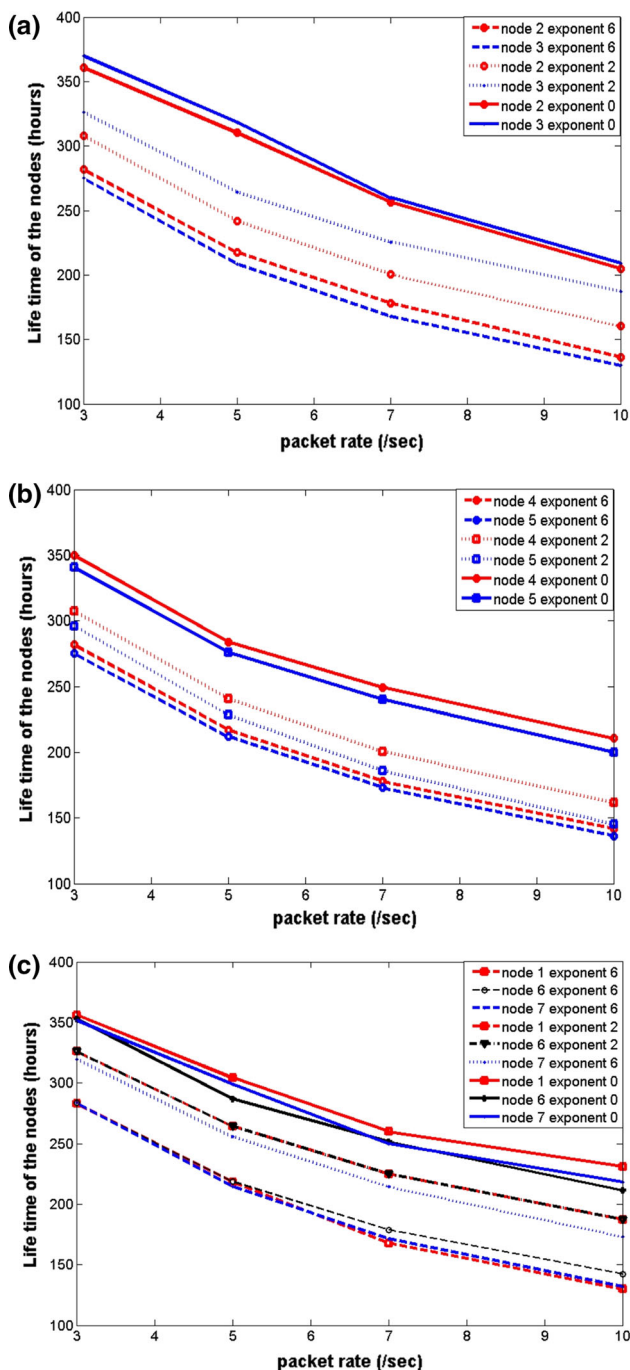 (a)
400
350
300
250
200
150
100
Life time of the nodes (hours)
3
4
5
6
7
8
9
10
packet rate (/sec)
node 2 exponent 6
node 3 exponent 6
node 2 exponent 2
node 3 exponent 2
node 2 exponent 0
node 3 exponent 0
(b)
400
350
300
250
200
150
100
Life time of the nodes (hours)
3
4
5
6
7
8
9
10
packet rate (/sec)
node 4 exponent 6
node 5 exponent 6
node 4 exponent 2
node 5 exponent 2
node 4 exponent 0
node 5 exponent 0
(c)
400
350
300
250
200
150
100
Life time of the nodes (hours)
3
4
5
6
7
8
9
10
packet rate (/sec)
node 1 exponent 6
node 6 exponent 6
node 7 exponent 6
node 1 exponent 2
node 6 exponent 2
node 7 exponent 6
node 1 exponent 0
node 6 exponent 0
node 7 exponent 0